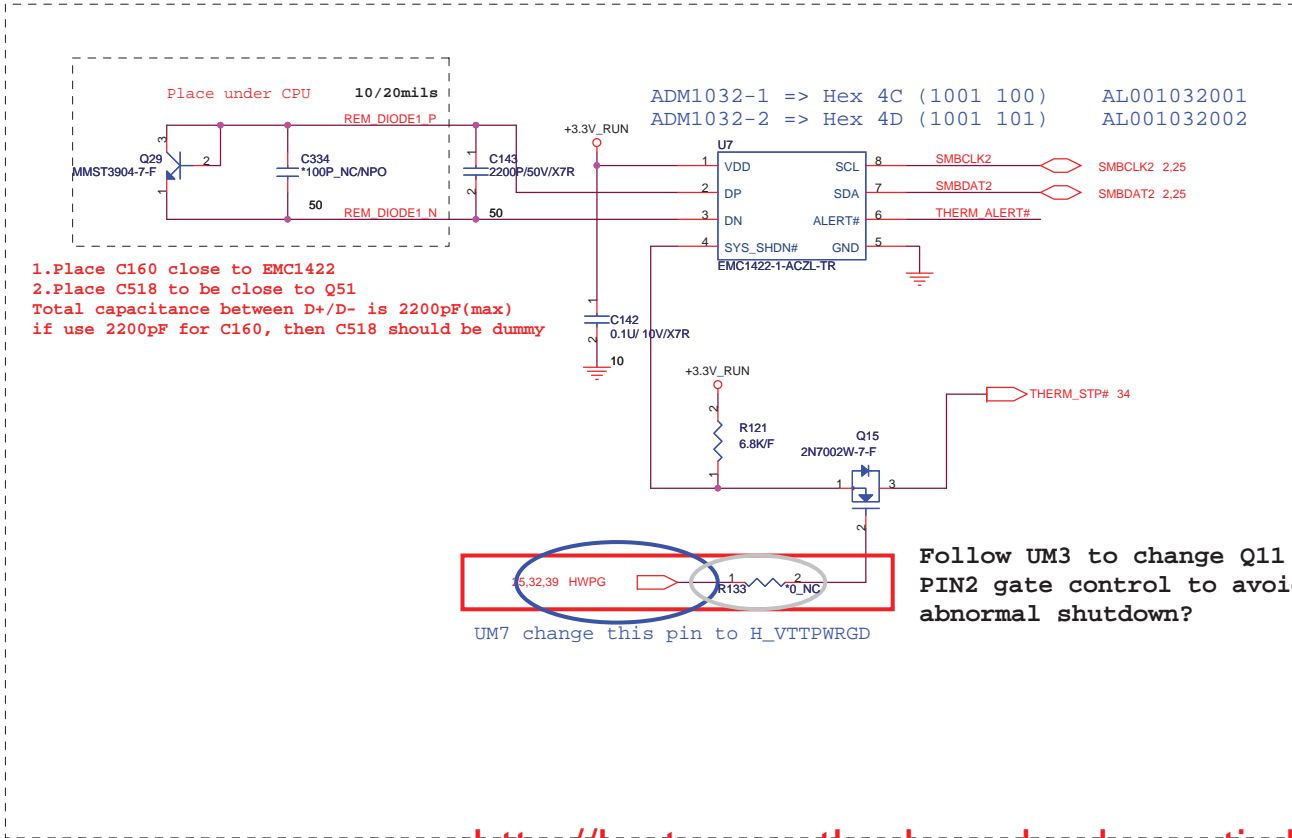 Place under CPU 10/20mils
REM_DIODE1_P
3
Q29
MMST3904-7-F
2
1
C334
*100P_NC/NPO
50
REM_DIODE1_N
1
C143
2200P/50V/X7R
2
50
1.Place C160 close to EMC1422
2.Place C518 to be close to Q51
Total capacitance between D+/D- is 2200pF(max)
if use 2200pF for C160, then C518 should be dummy
ADM1032-1 => Hex 4C (1001 100) AL001032001
ADM1032-2 => Hex 4D (1001 101) AL001032002
+3.3V_RUN
U7
1 VDD SCL 8 SMBCLK2 SMBCLK2 2,25
2 DP SDA 7 SMBDAT2 SMBDAT2 2,25
3 DN ALERT# 6 THERM_ALERT#
4 SYS_SHDN# GND 5
EMC1422-1-ACZL-TR
1
C142
0.1U/ 10V/X7R
2
10
+3.3V_RUN
2
R121
6.8K/F
1
Q15
2N7002W-7-F
1
3
2
THERM_STP# 34
25,32,39 HWPG
1
R133
2
*0_NC
UM7 change this pin to H_VTTPWRGD
Follow UM3 to change Q11
PIN2 gate control to
abnormal shutdown?